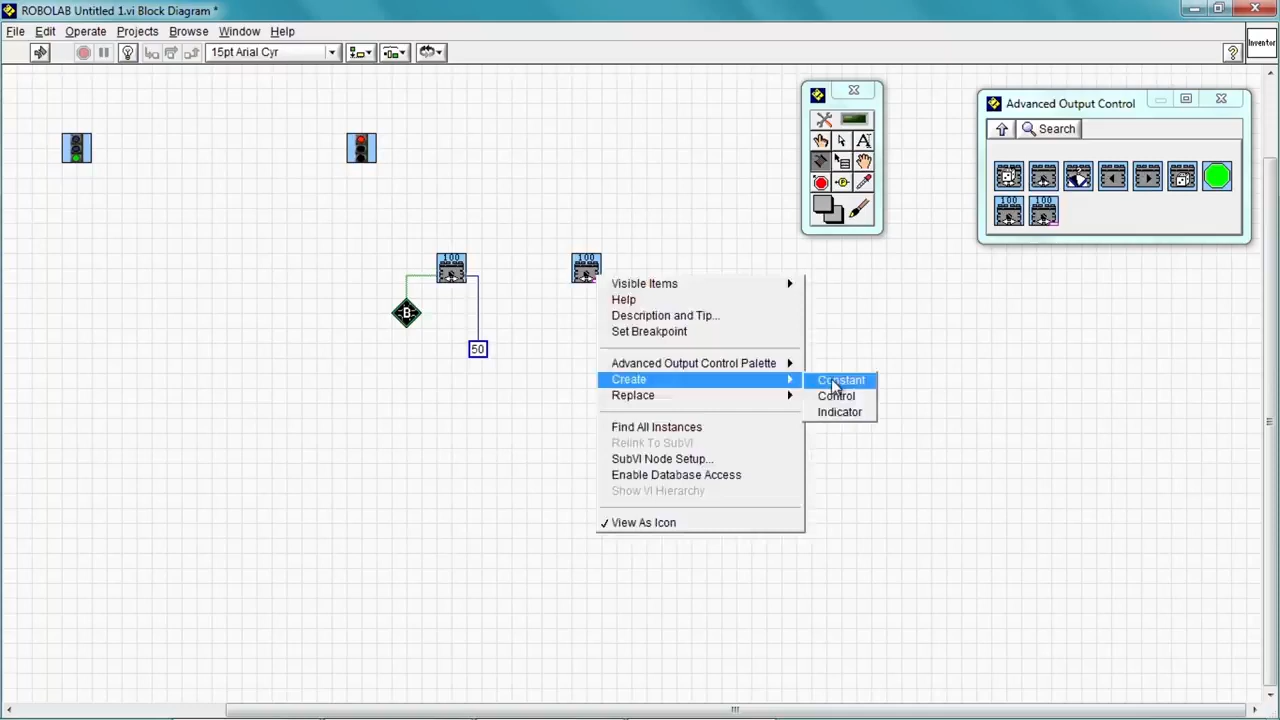 ROBOLAB Untitled 1.vi Block Diagram *
File Edit Operate Projects Browse Window Help
15pt Arial Cyr
?
Inventor
Advanced Output Control
Search
100
100
100
100
B
50
Visible Items
Help
Description and Tip...
Set Breakpoint
Advanced Output Control Palette
Create
Replace
Find All Instances
Relink To SubVI
SubVI Node Setup...
Enable Database Access
Show VI Hierarchy
✓ View As Icon
Constant
Control
Indicator